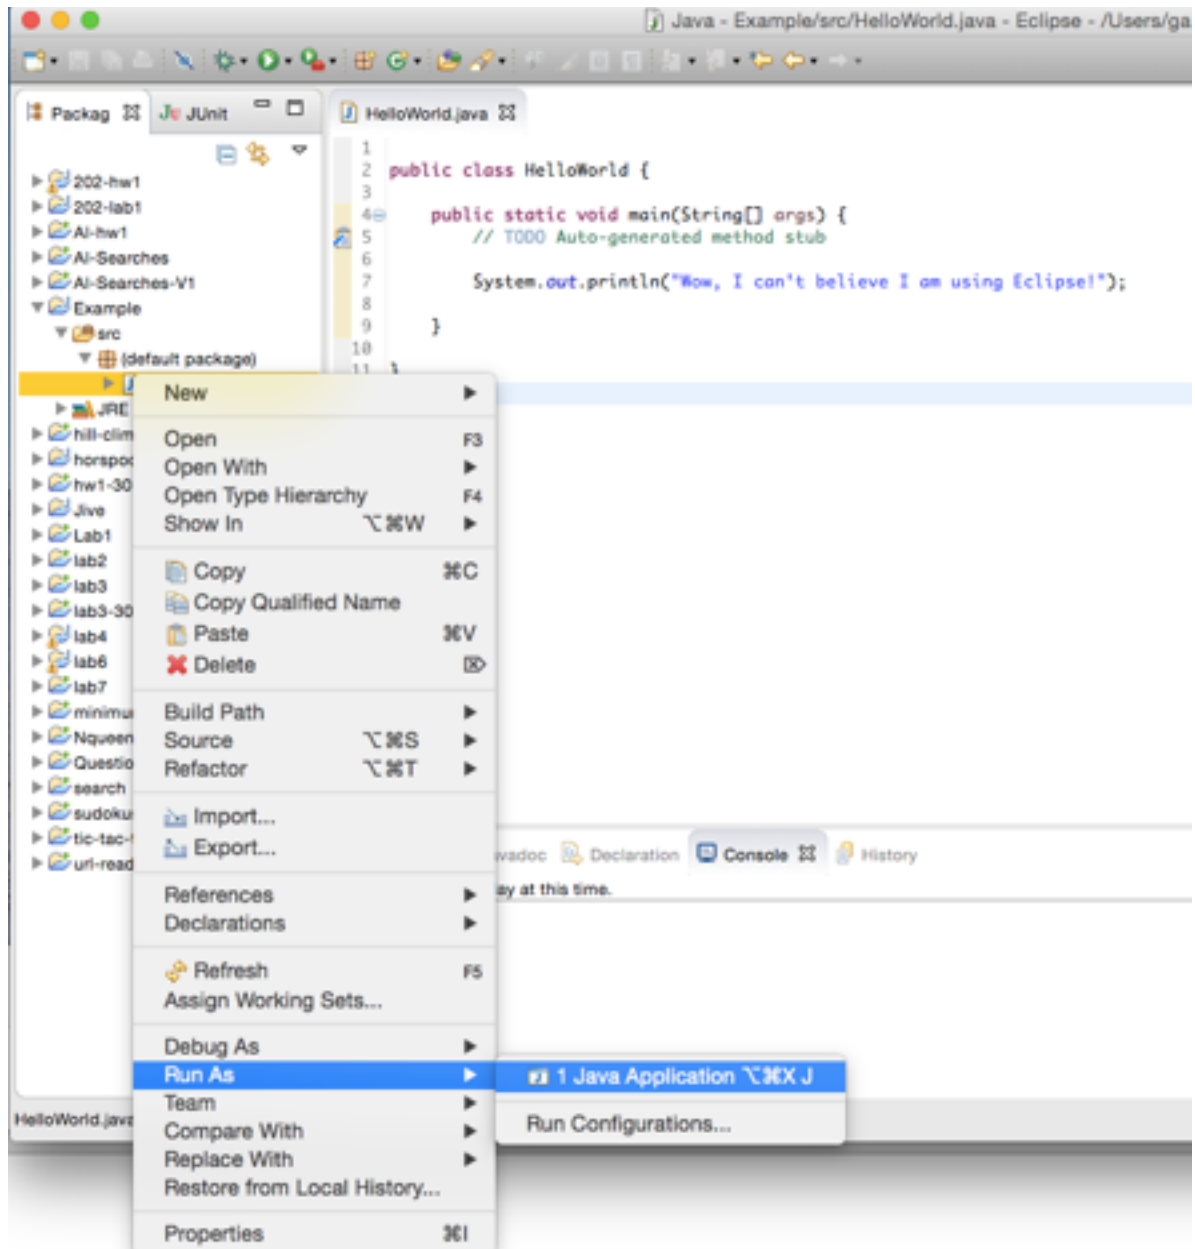 Java - Example/src/HelloWorld.java - Eclipse - /Users/ga
Packag
JUnit
HelloWorld.java
202-hw1
202-lab1
AI-hw1
AI-Searches
AI-Searches-V1
Example
src
(default package)
JRE
hill-clim
horspoo
hw1-30
Jive
Lab1
lab2
lab3
lab3-30
lab4
lab6
lab7
minimu
Nqueen
Questio
search
sudoku
tic-tac-
url-read
1
2 public class HelloWorld {
3
4 public static void main(String[] args) {
5 // TODO Auto-generated method stub
6
7 System.out.println("Wow, I can't believe I am using Eclipse!");
8
9 }
10
11 }
New
Open F3
Open With
Open Type Hierarchy F4
Show In ⌥⌘W
Copy ⌘C
Copy Qualified Name
Paste ⌘V
Delete ⌦
Build Path
Source ⌥⌘S
Refactor ⌥⌘T
Import...
Export...
References
Declarations
Refresh F5
Assign Working Sets...
Debug As
Run As
Team
Compare With
Replace With
Restore from Local History...
Properties ⌘I
1 Java Application ⌥⌘X J
Run Configurations...
vadoc
Declaration
Console
History
ay at this time.
HelloWorld.java